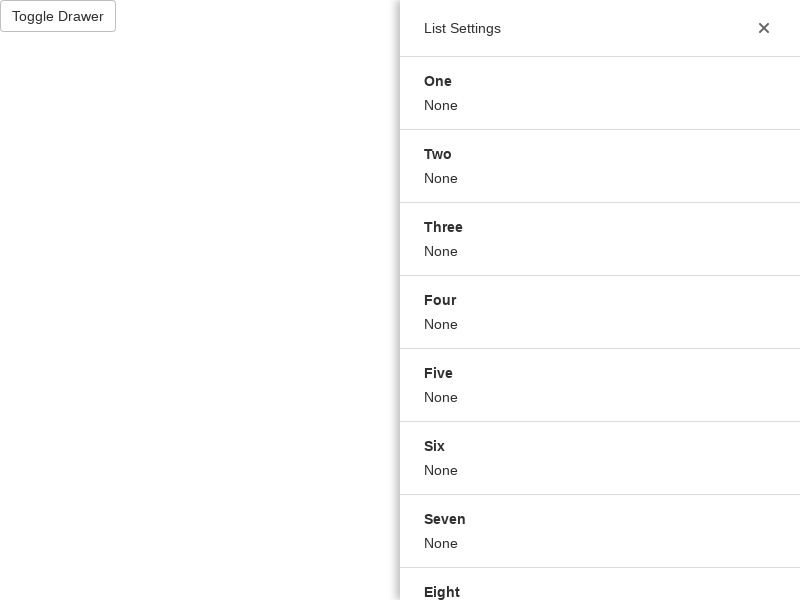 Toggle Drawer
List Settings
One
None
Two
None
Three
None
Four
None
Five
None
Six
None
Seven
None
Eight